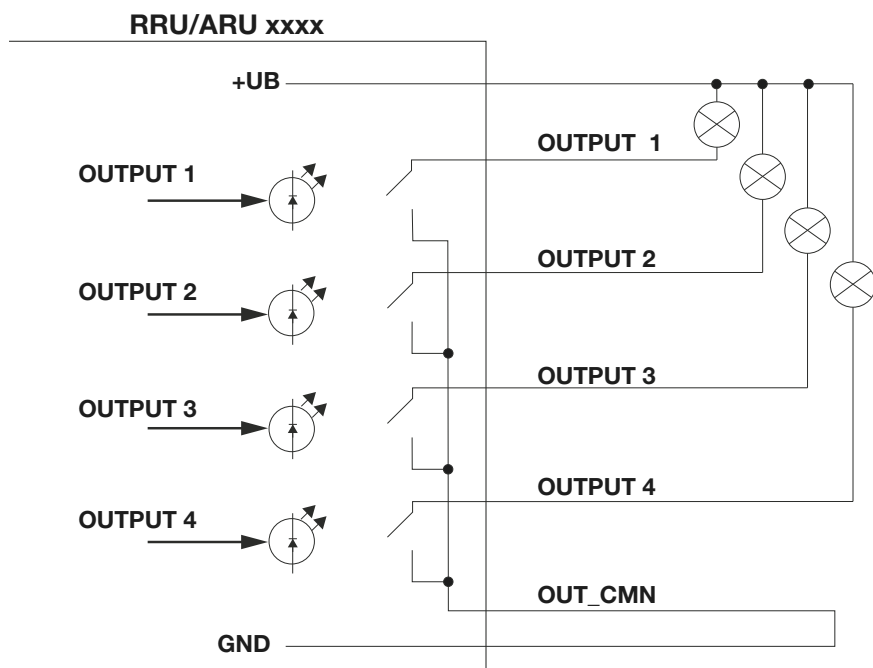 RRU/ARU xxxx
+UB
OUTPUT 1
OUTPUT 1
OUTPUT 2
OUTPUT 2
OUTPUT 3
OUTPUT 3
OUTPUT 4
OUTPUT 4
OUT_CMN
GND